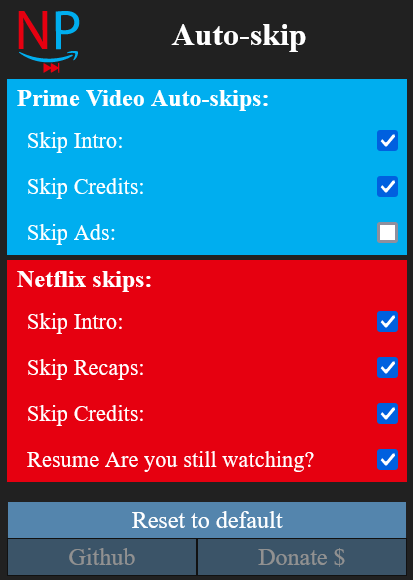 NP
Auto-skip
Prime Video Auto-skips:
Skip Intro:
Skip Credits:
Skip Ads:
Netflix skips:
Skip Intro:
Skip Recaps:
Skip Credits:
Resume Are you still watching?
Reset to default
Github
Donate $